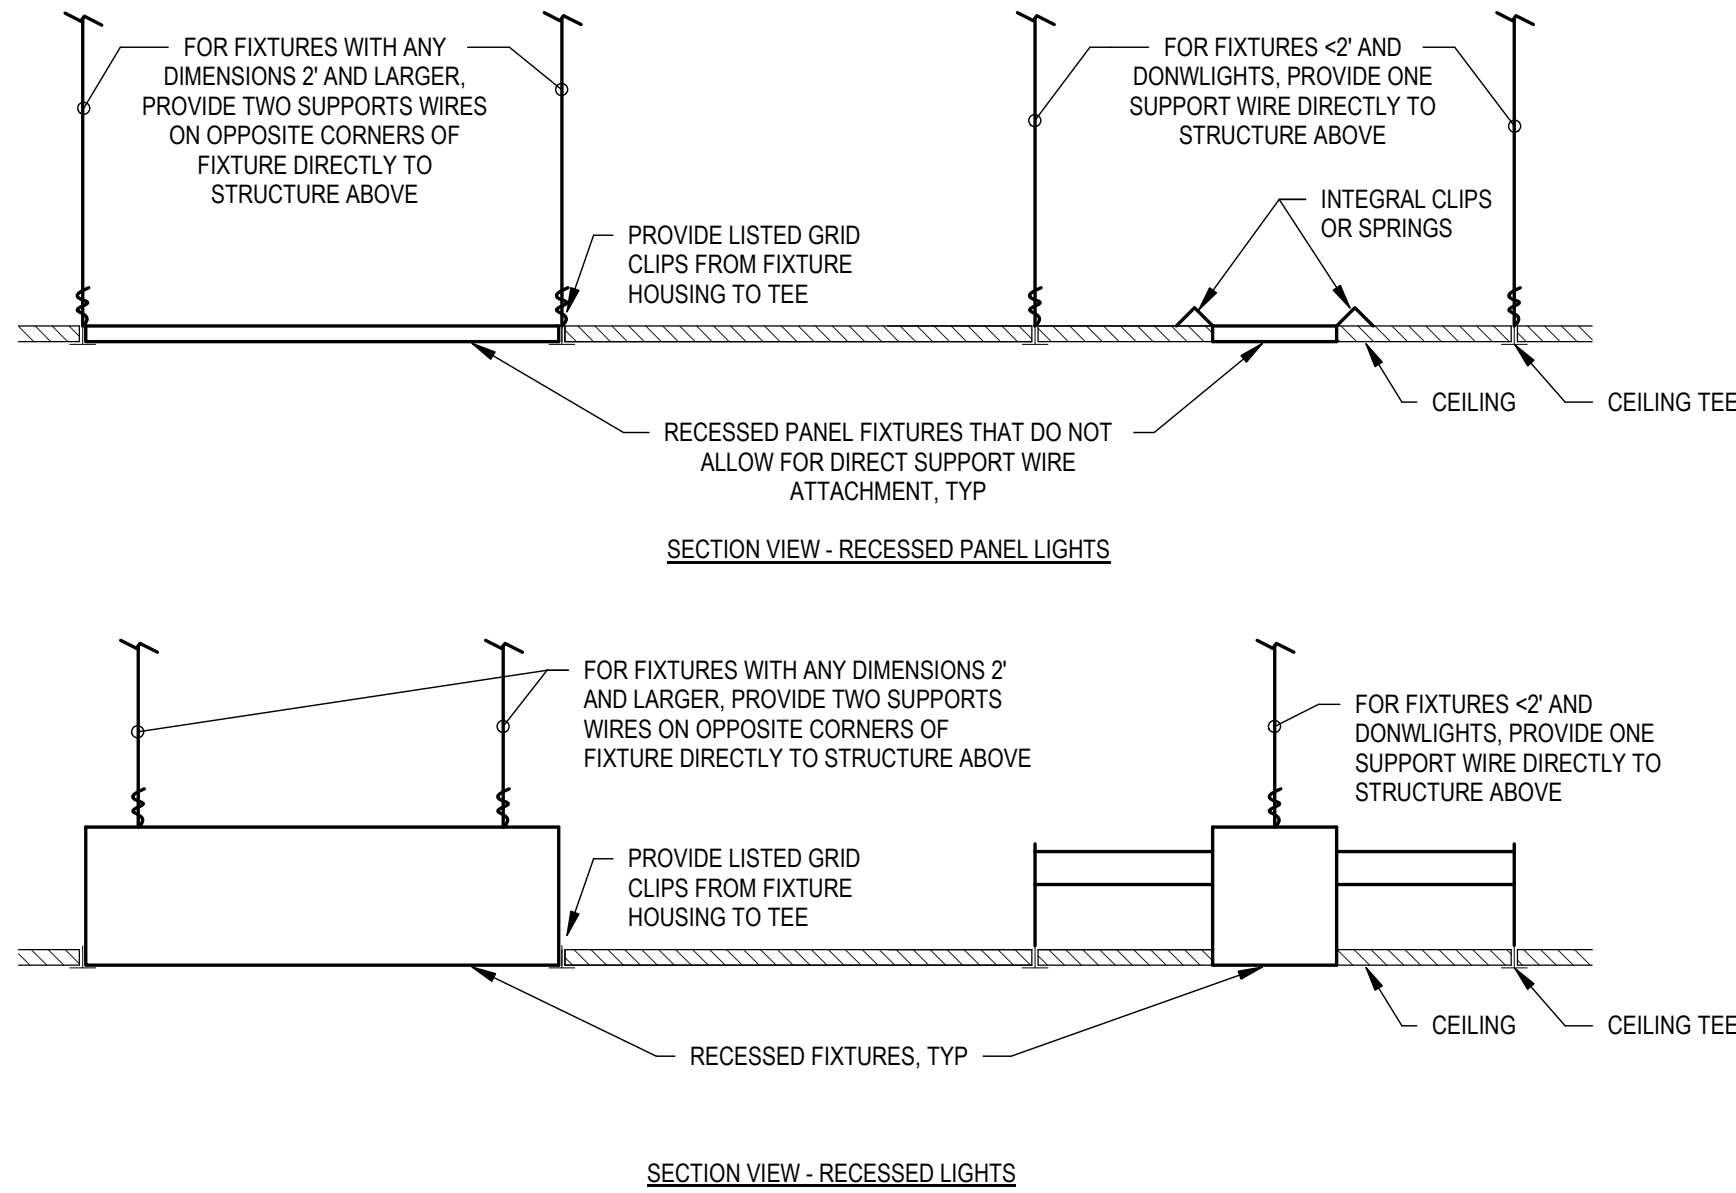 FOR FIXTURES WITH ANY
DIMENSIONS 2' AND LARGER,
PROVIDE TWO SUPPORTS WIRES
ON OPPOSITE CORNERS OF
FIXTURE DIRECTLY TO
STRUCTURE ABOVE
FOR FIXTURES <2' AND
DONWLIGHTS, PROVIDE ONE
SUPPORT WIRE DIRECTLY TO
STRUCTURE ABOVE
INTEGRAL CLIPS
OR SPRINGS
PROVIDE LISTED GRID
CLIPS FROM FIXTURE
HOUSING TO TEE
CEILING
CEILING TEE
RECESSED PANEL FIXTURES THAT DO NOT
ALLOW FOR DIRECT SUPPORT WIRE
ATTACHMENT, TYP
SECTION VIEW - RECESSED PANEL LIGHTS
FOR FIXTURES WITH ANY DIMENSIONS 2'
AND LARGER, PROVIDE TWO SUPPORTS
WIRES ON OPPOSITE CORNERS OF
FIXTURE DIRECTLY TO STRUCTURE ABOVE
FOR FIXTURES <2' AND
DONWLIGHTS, PROVIDE ONE
SUPPORT WIRE DIRECTLY TO
STRUCTURE ABOVE
PROVIDE LISTED GRID
CLIPS FROM FIXTURE
HOUSING TO TEE
CEILING
CEILING TEE
RECESSED FIXTURES, TYP
SECTION VIEW - RECESSED LIGHTS